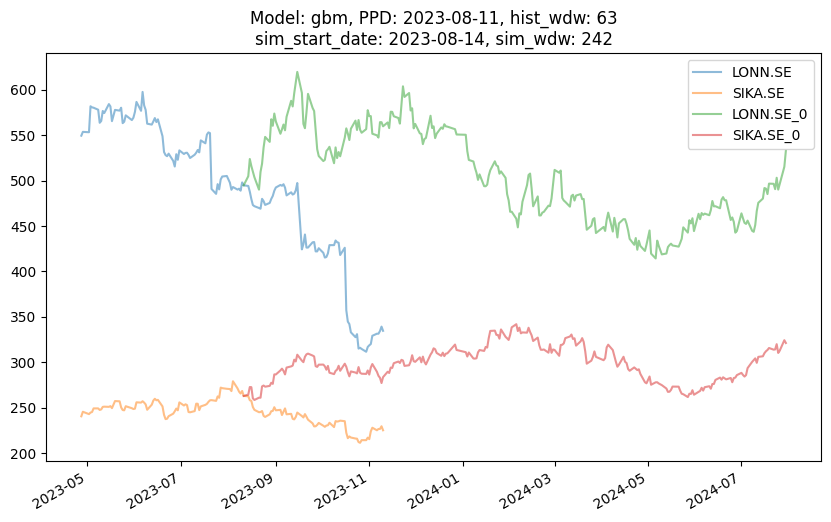 Model: gbm, PPD: 2023-08-11, hist_wdw: 63
sim_start_date: 2023-08-14, sim_wdw: 242
LONN.SE
SIKA.SE
LONN.SE_0
SIKA.SE_0
600
550
500
450
400
350
300
250
200
2023-05
2023-07
2023-09
2023-11
2024-01
2024-03
2024-05
2024-07